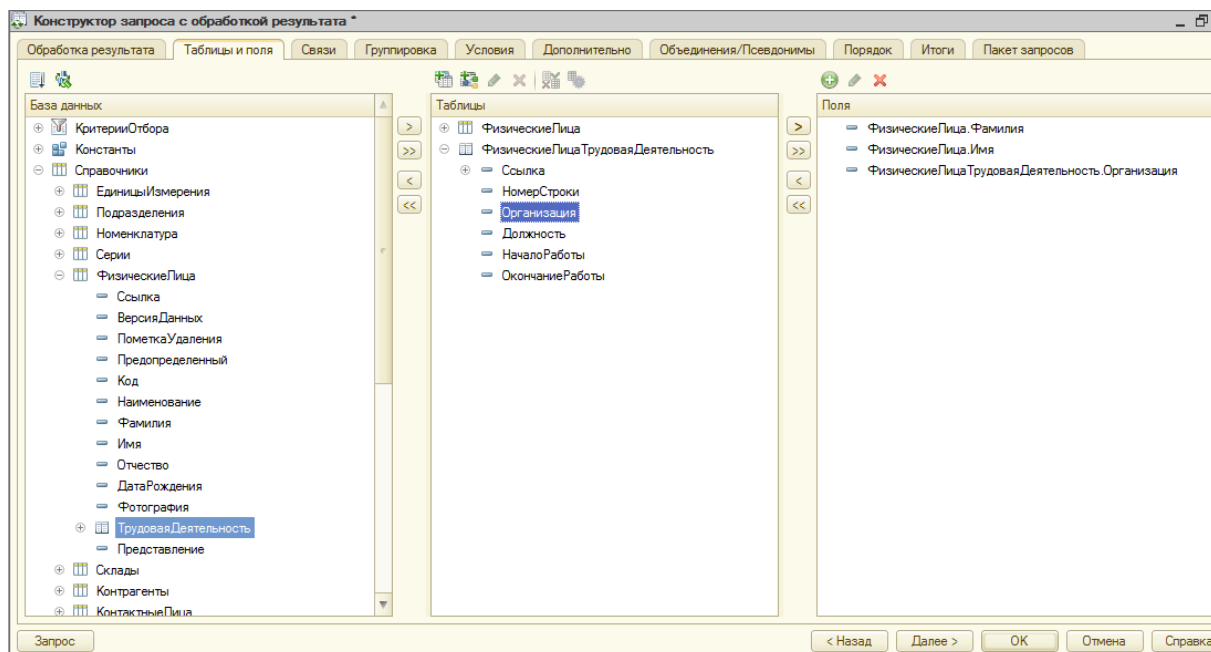 Конструктор запроса с обработкой результата *
Обработка результата Таблицы и поля Связи Группировка Условия Дополнительно Объединения/Псевдонимы Порядок Итоги Пакет запросов
База данных
КритерииОтбора
Константы
Справочники
ЕдиницыИзмерения
Подразделения
Номенклатура
Серии
ФизическиеЛица
Ссылка
ВерсияДанных
ПометкаУдаления
Предопределенный
Код
Наименование
Фамилия
Имя
Отчество
ДатаРождения
Фотография
ТрудоваяДеятельность
Представление
Склады
Контрагенты
КонтактныеЛица
>
>>
<
<<
Таблицы
ФизическиеЛица
ФизическиеЛицаТрудоваяДеятельность
Ссылка
НомерСтроки
Организация
Должность
НачалоРаботы
ОкончаниеРаботы
>
>>
<
<<
Поля
ФизическиеЛица.Фамилия
ФизическиеЛица.Имя
ФизическиеЛицаТрудоваяДеятельность.Организация
Запрос < Назад Далее > OK Отмена Справка